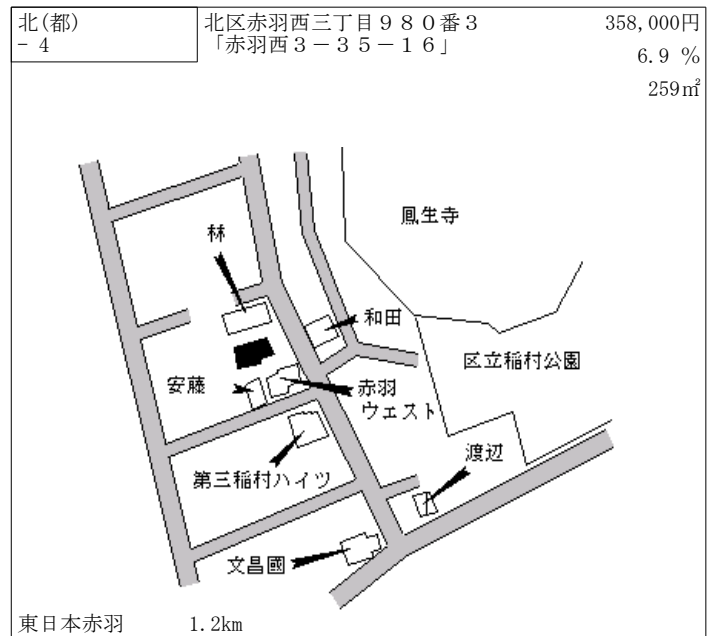 北(都)
- 4
北区赤羽西三丁目９８０番３
「赤羽西３－３５－１６」
358,000円
6.9 %
259㎡
鳳生寺
林
和田
区立稲村公園
安藤
赤羽
ウェスト
渡辺
第三稲村ハイツ
文昌國
東日本赤羽 1.2km